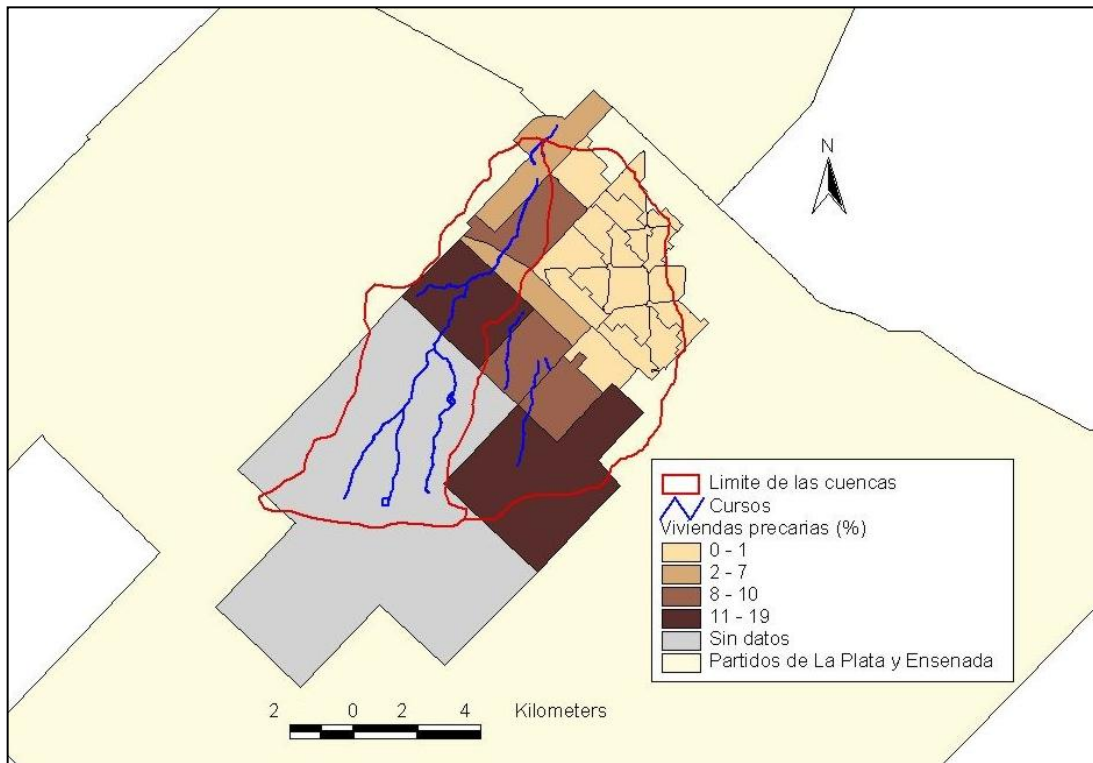 N
Limite de las cuencas
Cursos
Viviendas precarias (%)
0 - 1
2 - 7
8 - 10
11 - 19
Sin datos
Partidos de La Plata y Ensenada
2 0 2 4 Kilometers